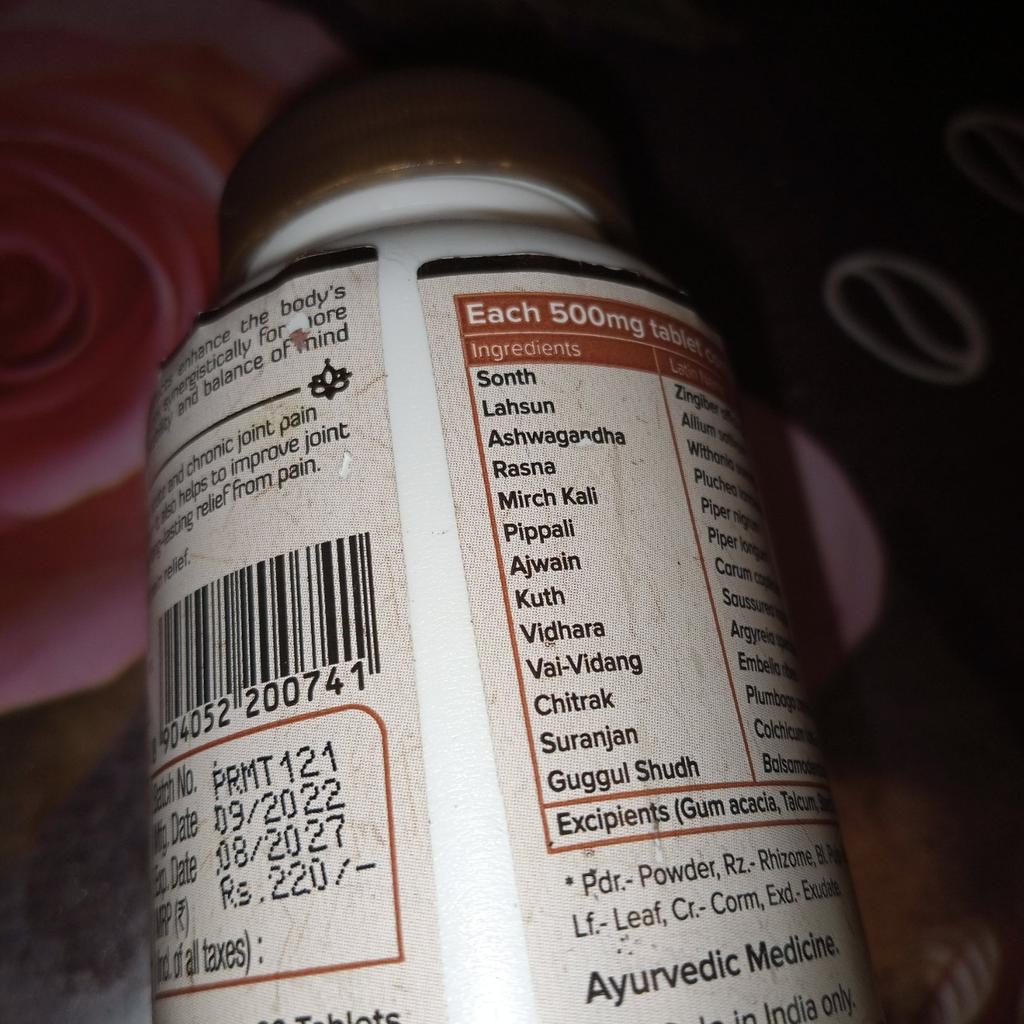 enhance the body's
synergistically for more
and balance of mind
and chronic joint pain
also helps to improve joint
lasting relief from pain.
relief.
904052 200741
Batch No. PRMT121
Mfg. Date 09/2022
Exp. Date 08/2027
MRP (₹) Rs.220/-
of all taxes) :
Tablets
Each 500mg tablet
Ingredients Latin
Sonth Zingiber
Lahsun Allium
Ashwagandha Withania
Rasna Pluchea
Mirch Kali Piper
Pippali Piper
Ajwain Carum
Kuth Saussurea
Vidhara Argyreia
Vai-Vidang Embelia
Chitrak Plumbago
Suranjan Colchicum
Guggul Shudh
Excipients (Gum acacia, Talcum,
* Pdr.- Powder, Rz.- Rhizome,
Lf.- Leaf, Cr.- Corm, Exd.- Exudate
Ayurvedic Medicine.
in India only.